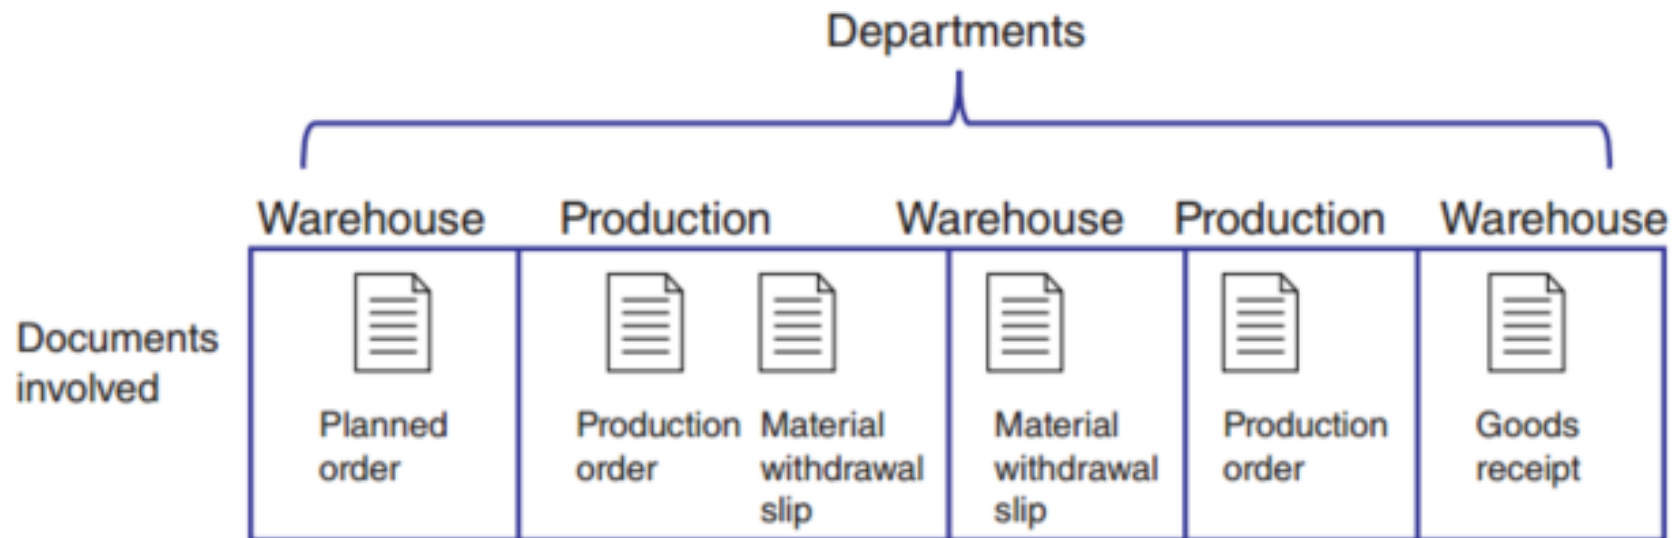 Departments
Warehouse Production Warehouse Production Warehouse
Documents
involved
Planned
order
Production
order
Material
withdrawal
slip
Material
withdrawal
slip
Production
order
Goods
receipt